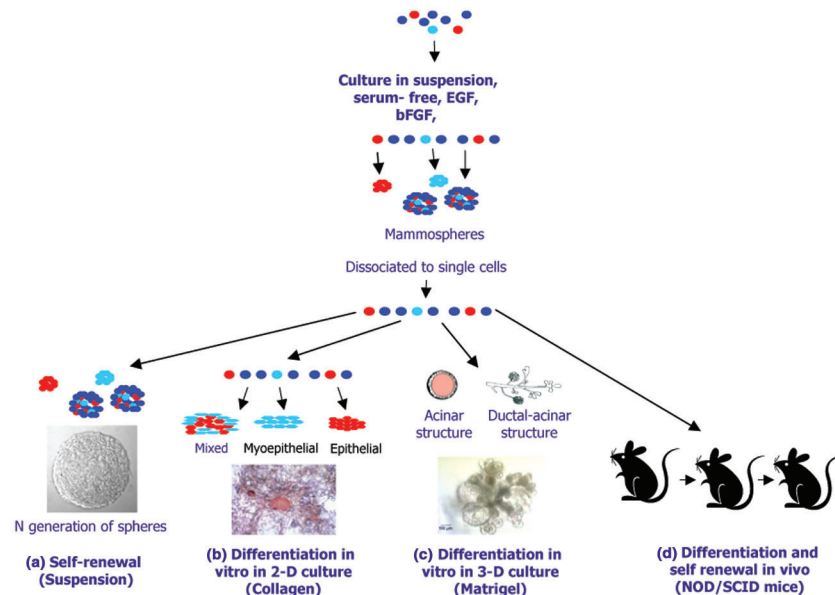 Culture in suspension,
serum- free, EGF,
bFGF,
Mammospheres
Dissociated to single cells
N generation of spheres
(a) Self-renewal
(Suspension)
Mixed Myoepithelial Epithelial
(b) Differentiation in
vitro in 2-D culture
(Collagen)
Acinar
structure
Ductal-acinar
structure
(c) Differentiation in
vitro in 3-D culture
(Matrigel)
(d) Differentiation and
self renewal in vivo
(NOD/SCID mice)